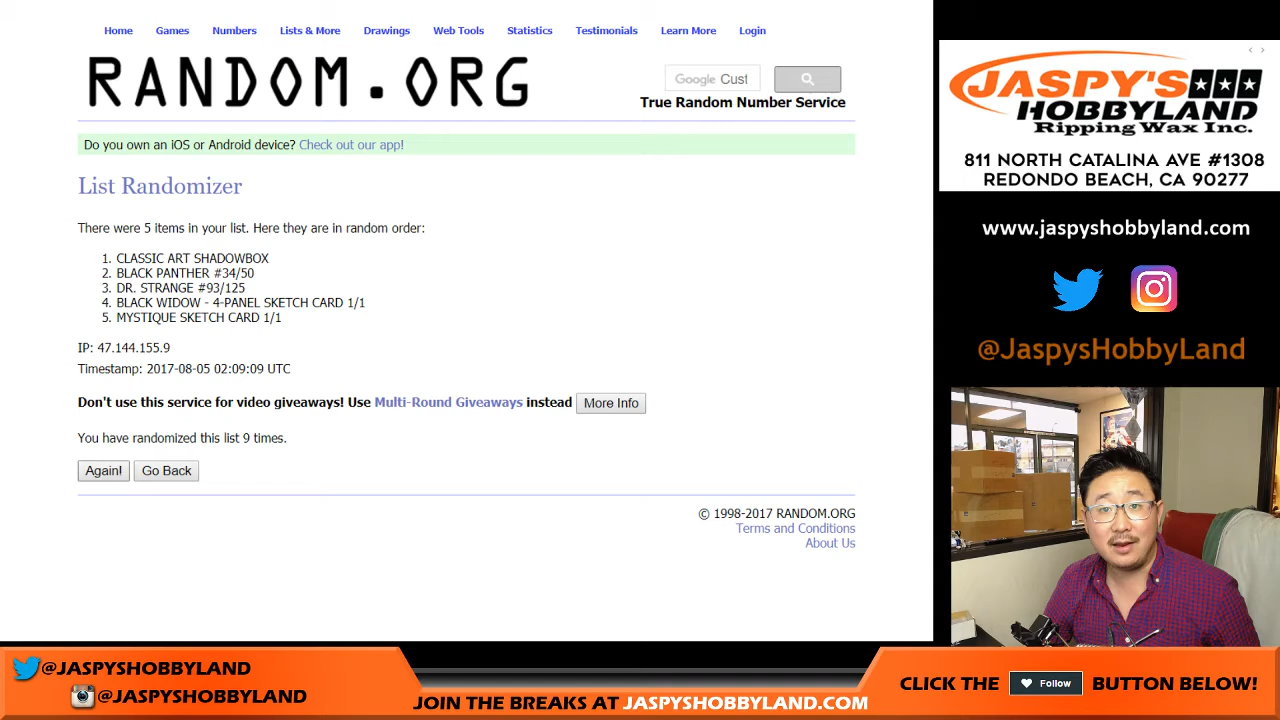 Home Games Numbers Lists & More Drawings Web Tools Statistics Testimonials Learn More Login
RANDOM.ORG
Google Cust
True Random Number Service
Do you own an iOS or Android device? Check out our app!
List Randomizer
There were 5 items in your list. Here they are in random order:
1. CLASSIC ART SHADOWBOX
2. BLACK PANTHER #34/50
3. DR. STRANGE #93/125
4. BLACK WIDOW - 4-PANEL SKETCH CARD 1/1
5. MYSTIQUE SKETCH CARD 1/1
IP: 47.144.155.9
Timestamp: 2017-08-05 02:09:09 UTC
Don't use this service for video giveaways! Use Multi-Round Giveaways instead More Info
You have randomized this list 9 times.
Again! Go Back
© 1998-2017 RANDOM.ORG
Terms and Conditions
About Us
JASPY'S
HOBBYLAND
Ripping Wax Inc.
811 NORTH CATALINA AVE #1308
REDONDO BEACH, CA 90277
www.jaspyshobbyland.com
@JaspysHobbyLand
@JASPYSHOBBYLAND
@JASPYSHOBBYLAND
JOIN THE BREAKS AT JASPYSHOBBYLAND.COM
CLICK THE Follow BUTTON BELOW!